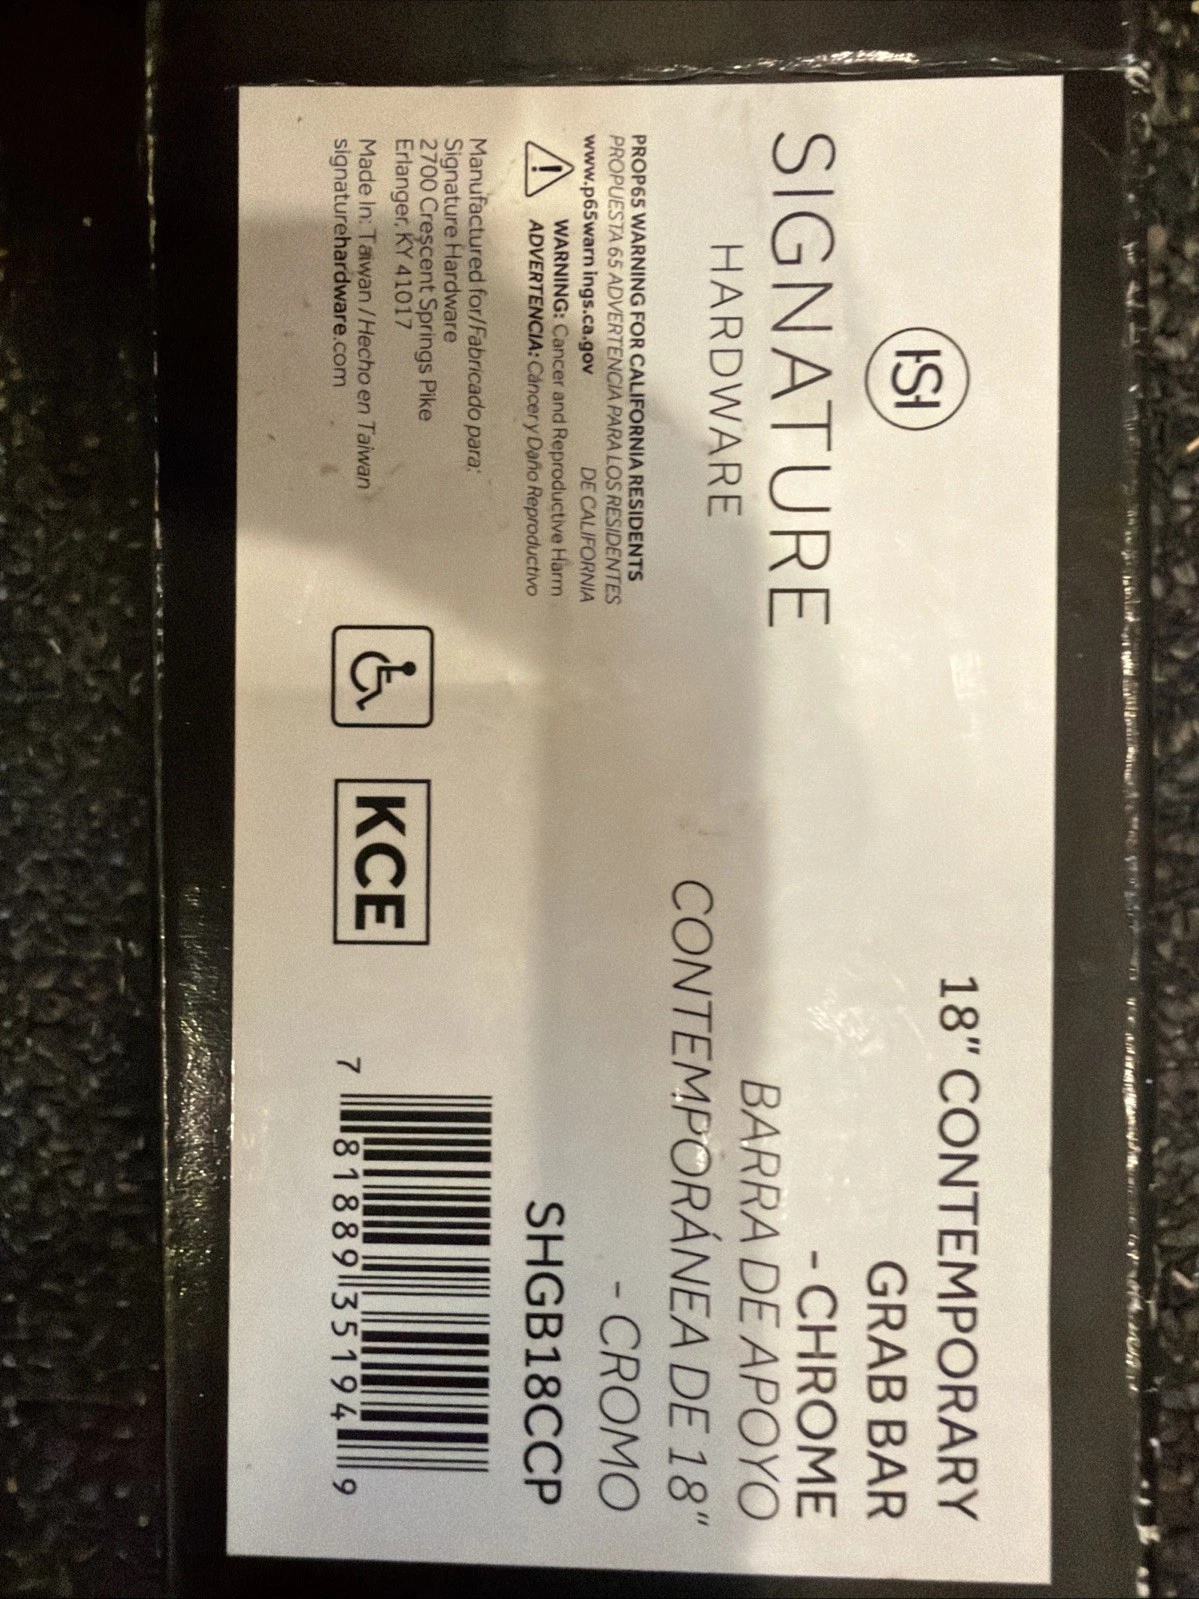 SH
SIGNATURE
HARDWARE
18" CONTEMPORARY
GRAB BAR
- CHROME
BARRA DE APOYO
CONTEMPORÁNEA DE 18"
- CROMO
SHGB18CCP
PROP65 WARNING FOR CALIFORNIA RESIDENTS
PROPUESTA 65 ADVERTENCIA PARA LOS RESIDENTES
www.p65warn ings.ca.gov DE CALIFORNIA
WARNING: Cancer and Reproductive Harm
ADVERTENCIA: Cáncer y Daño Reproductivo
Manufactured for/Fabricado para:
Signature Hardware
2700 Crescent Springs Pike
Erlanger, KY 41017
Made In: Taiwan / Hecho en Taiwan
signaturehardware.com
KCE
7 81889 35194 9